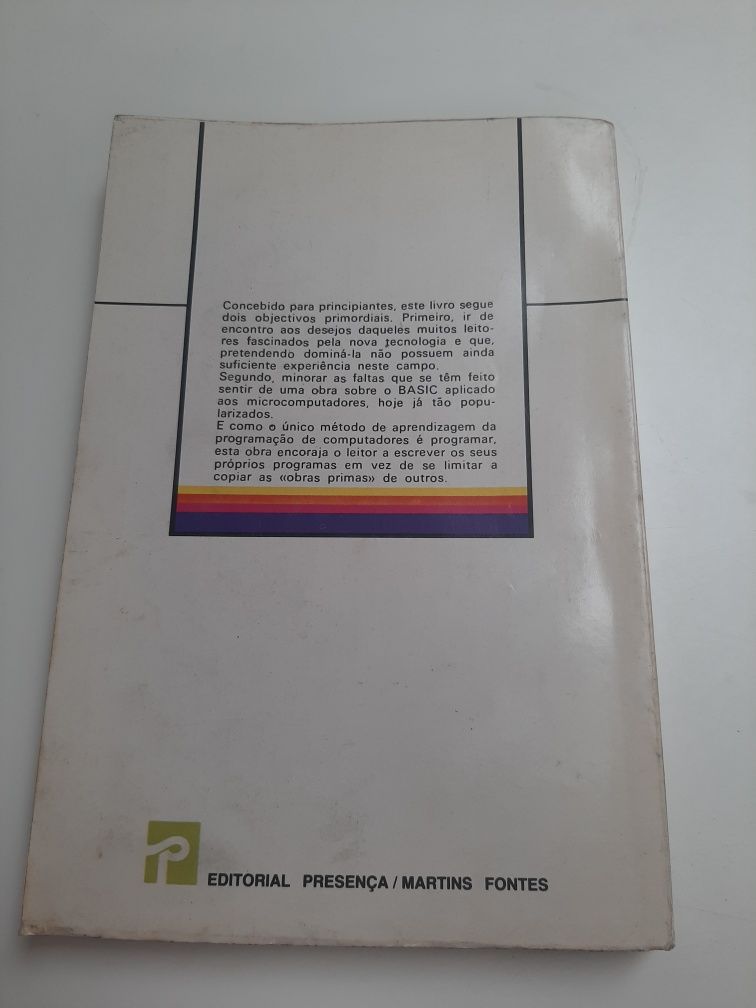 Concebido para principiantes, este livro segue
dois objectivos primordiais. Primeiro, ir de
encontro aos desejos daqueles muitos leito-
res fascinados pela nova tecnologia e que,
pretendendo dominá-la não possuem ainda
suficiente experiência neste campo.
Segundo, minorar as faltas que se têm feito
sentir de uma obra sobre o BASIC aplicado
aos microcomputadores, hoje já tão popu-
larizados.
E como o único método de aprendizagem da
programação de computadores é programar,
esta obra encoraja o leitor a escrever os seus
próprios programas em vez de se limitar a
copiar as «obras primas» de outros.
EDITORIAL PRESENÇA/MARTINS FONTES